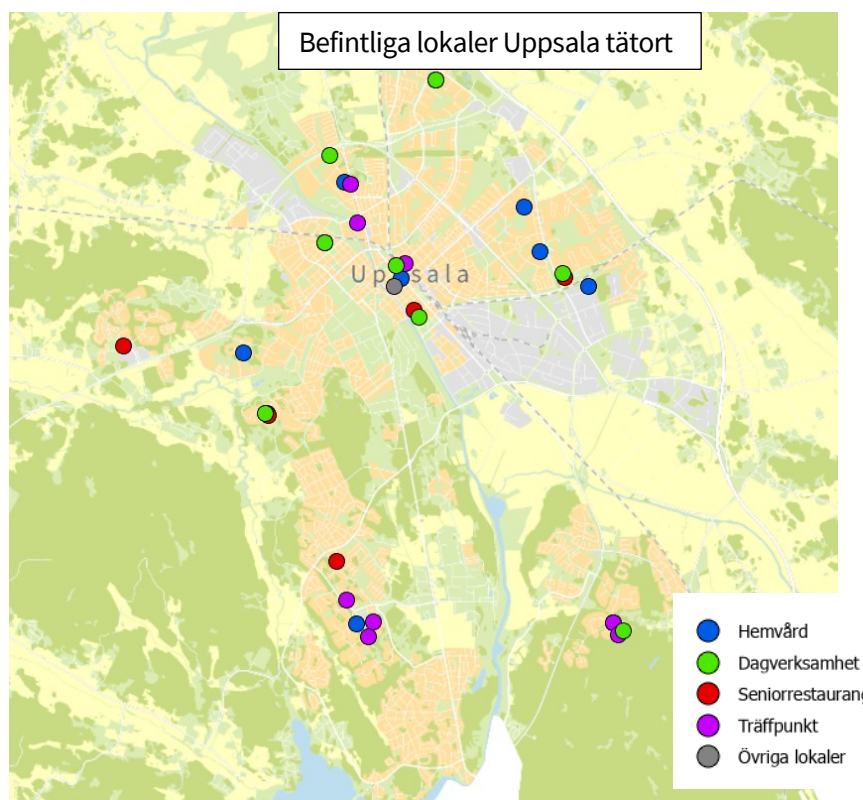 Befintliga lokaler Uppsala tätort
Uppsala
Hemvård
Dagverksamhet
Seniorrestaurang
Träffpunkt
Övriga lokaler